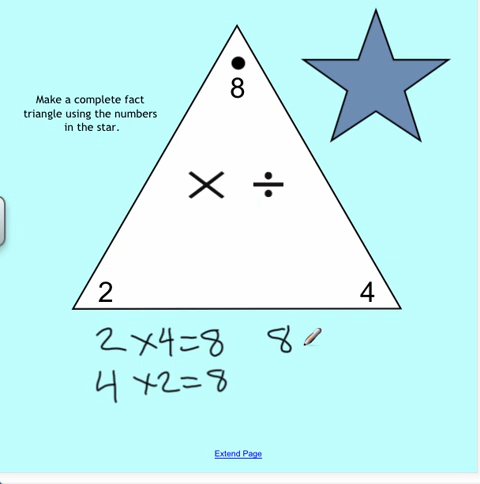 Make a complete fact
triangle using the numbers
in the star.
8
× ÷
2 4
2×4=8 8
4×2=8
Extend Page